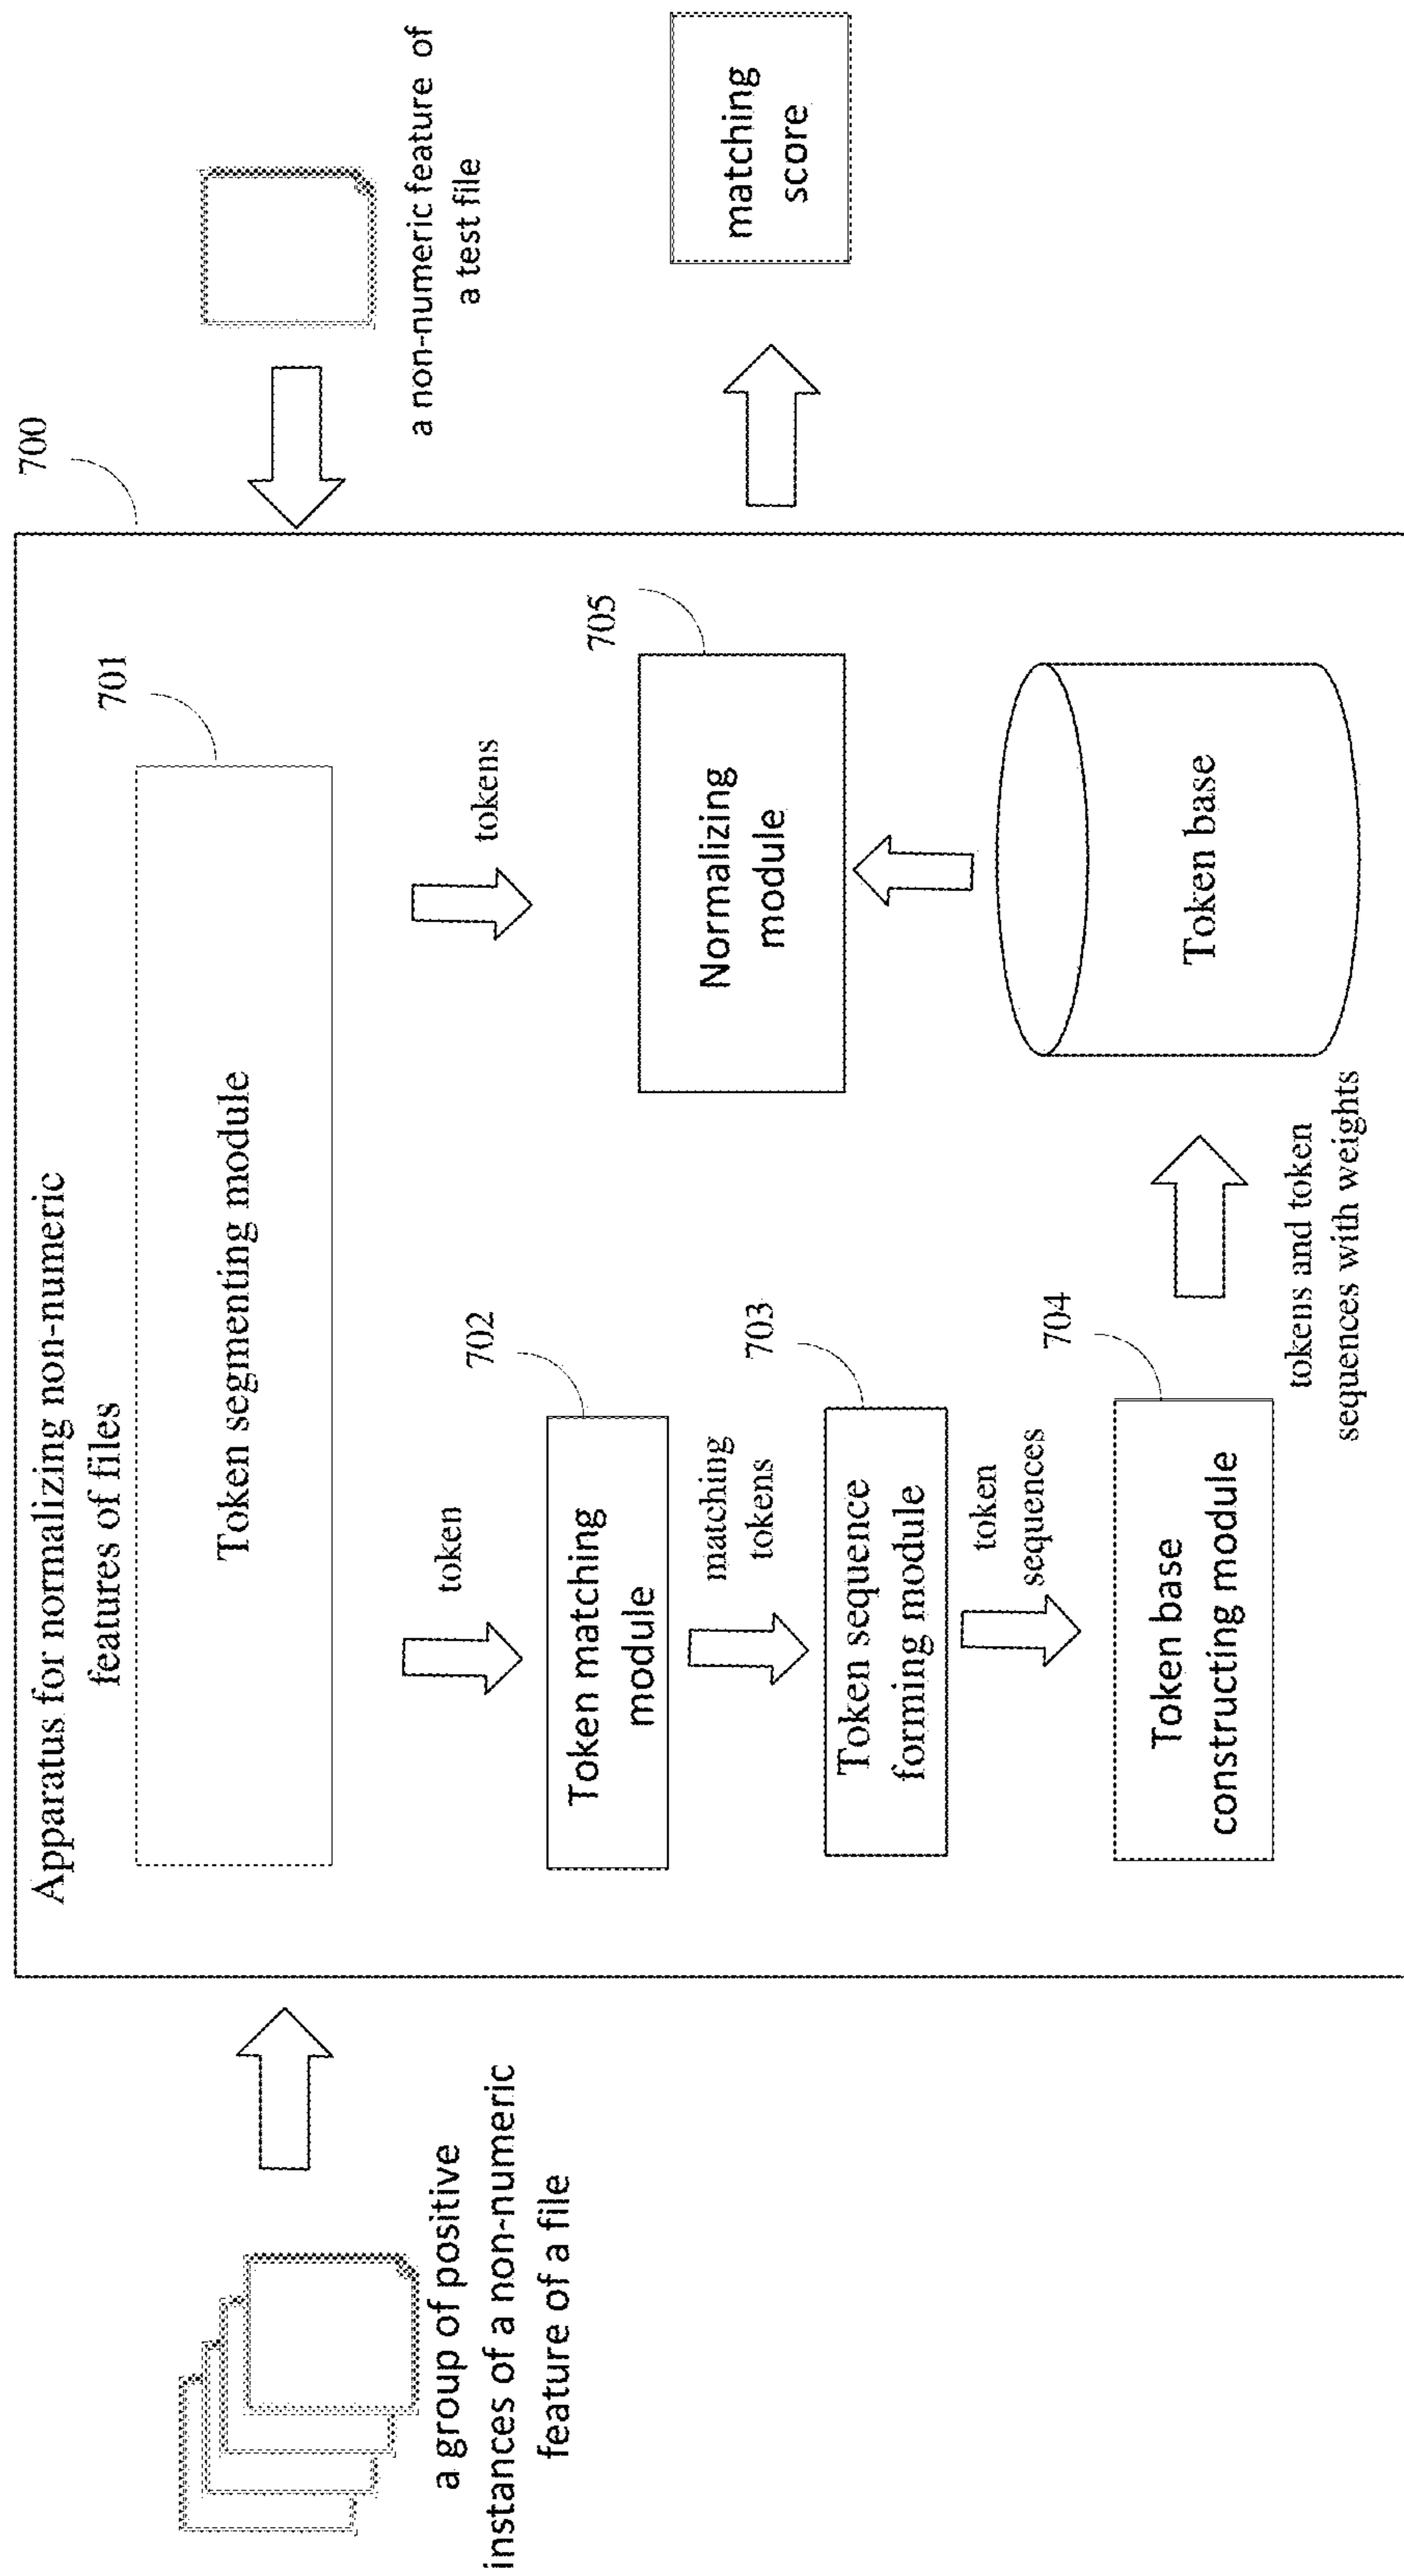 700
Apparatus for normalizing non-numeric
features of files
701
Token segmenting module
a group of positive
instances of a non-numeric
feature of a file
a non-numeric feature of
a test file
token
tokens
702
Token matching
module
705
Normalizing
module
matching
score
matching
tokens
703
Token sequence
forming module
token
sequences
704
Token base
constructing module
Token base
tokens and token
sequences with weights